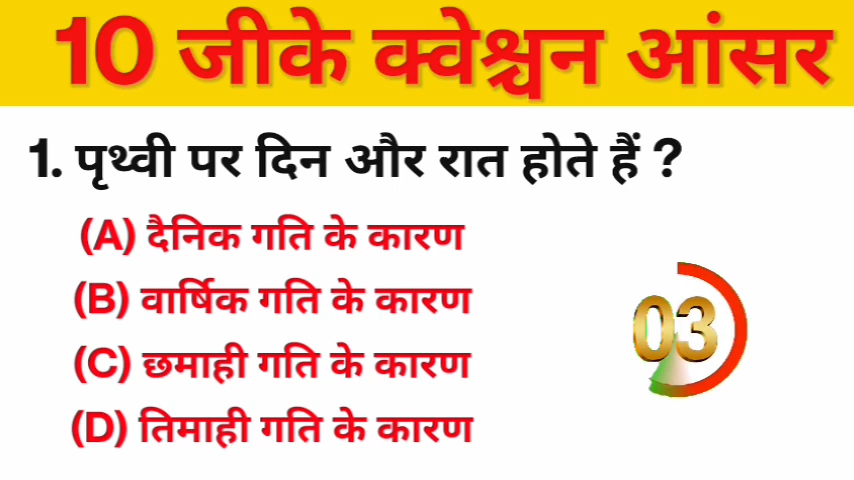 10 जीके क्वेश्चन आंसर
1. पृथ्वी पर दिन और रात होते हैं ?
(A) दैनिक गति के कारण
(B) वार्षिक गति के कारण
(C) छमाही गति के कारण
(D) तिमाही गति के कारण
03